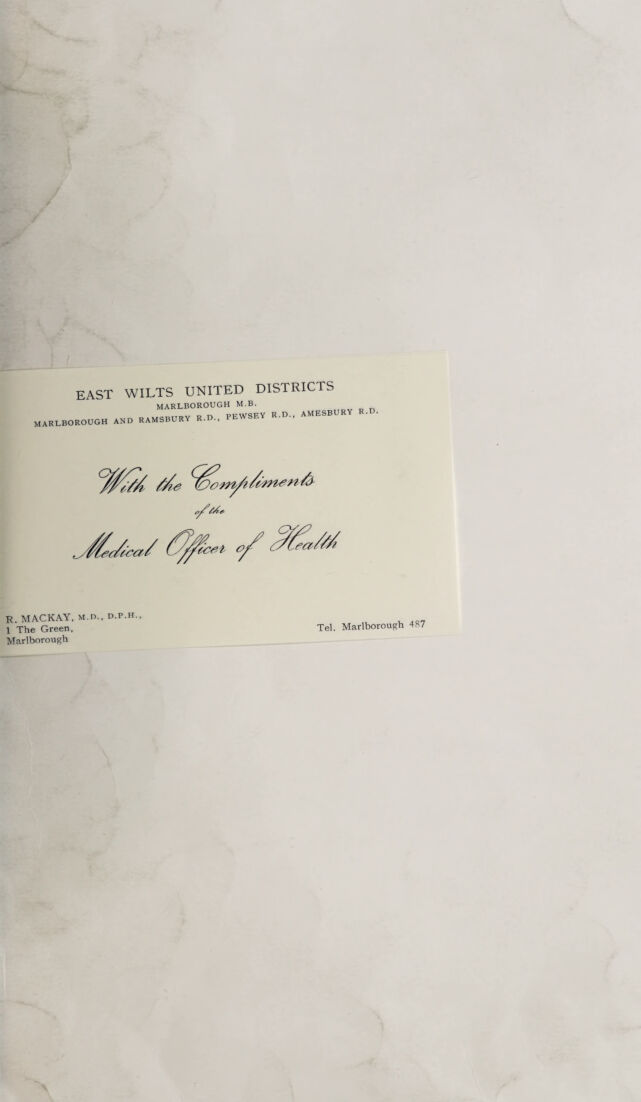 EAST WILTS UNITED DISTRICTS
MARLBOROUGH M.B.
MARLBOROUGH AND RAMSBURY R.D., PEWSEY R.D., AMESBURY R.D.
With the Compliments
of the
Medical Officer of Health
R. MACKAY, M.D., D.P.H.,
1 The Green,
Marlborough
Tel. Marlborough 487